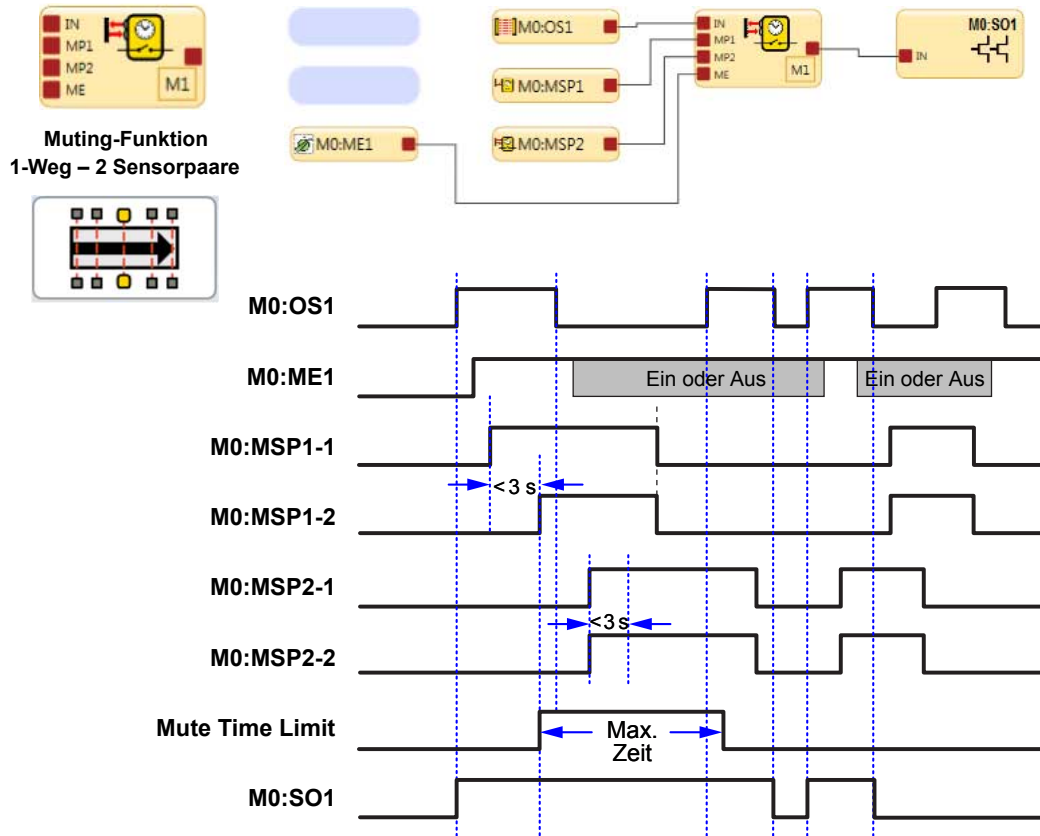 IN
MP1
MP2
ME
M1
Muting-Funktion
1-Weg – 2 Sensorpaare
M0:OS1
M0:MSP1
M0:MSP2
M0:ME1
IN
MP1
MP2
ME
M1
M0:SO1
IN
M0:OS1
M0:ME1
Ein oder Aus
Ein oder Aus
M0:MSP1-1
<3 s
M0:MSP1-2
M0:MSP2-1
<3 s
M0:MSP2-2
Mute Time Limit
Max.
Zeit
M0:SO1